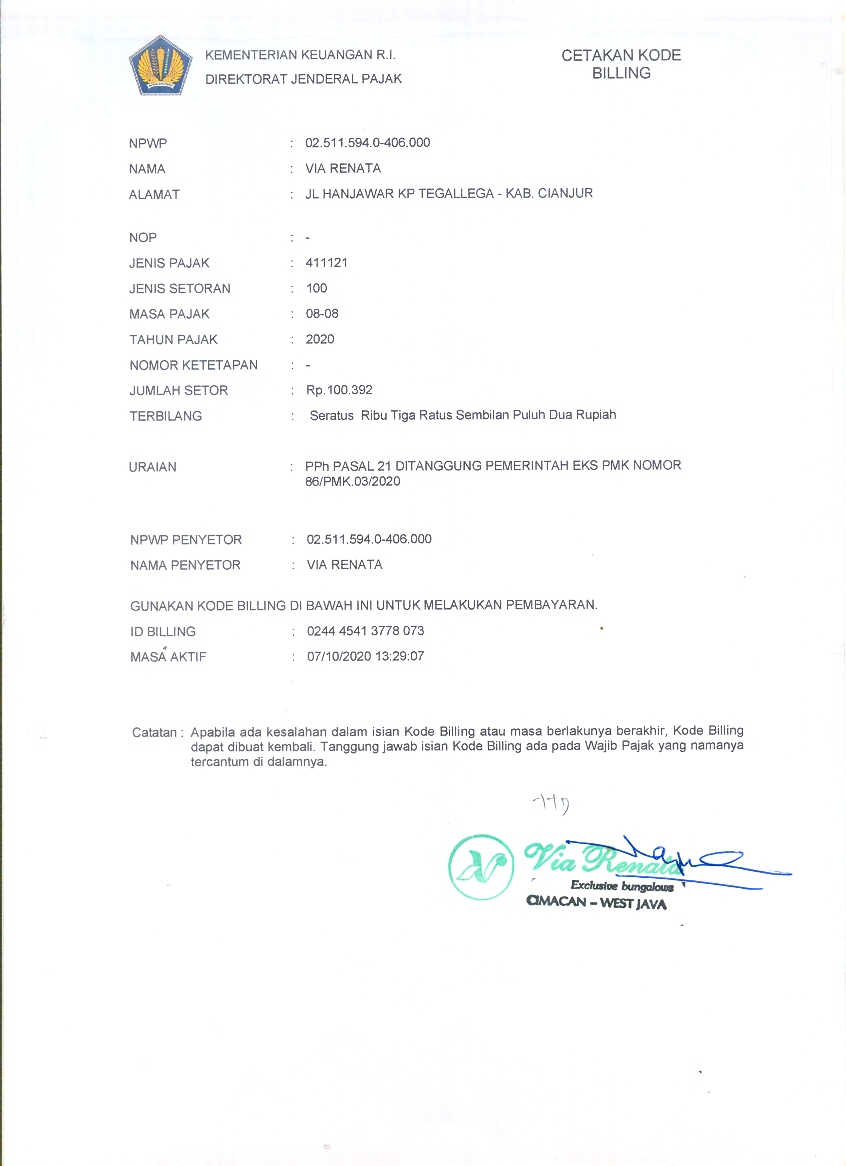 KEMENTERIAN KEUANGAN R.I.
DIREKTORAT JENDERAL PAJAK
CETAKAN KODE
BILLING
NPWP : 02.511.594.0-406.000
NAMA : VIA RENATA
ALAMAT : JL HANJAWAR KP TEGALLEGA - KAB. CIANJUR
NOP : -
JENIS PAJAK : 411121
JENIS SETORAN : 100
MASA PAJAK : 08-08
TAHUN PAJAK : 2020
NOMOR KETETAPAN : -
JUMLAH SETOR : Rp.100.392
TERBILANG : Seratus Ribu Tiga Ratus Sembilan Puluh Dua Rupiah
URAIAN : PPh PASAL 21 DITANGGUNG PEMERINTAH EKS PMK NOMOR
86/PMK.03/2020
NPWP PENYETOR : 02.511.594.0-406.000
NAMA PENYETOR : VIA RENATA
GUNAKAN KODE BILLING DI BAWAH INI UNTUK MELAKUKAN PEMBAYARAN.
ID BILLING : 0244 4541 3778 073
MASA AKTIF : 07/10/2020 13:29:07
Catatan : Apabila ada kesalahan dalam isian Kode Billing atau masa berlakunya berakhir, Kode Billing
dapat dibuat kembali. Tanggung jawab isian Kode Billing ada pada Wajib Pajak yang namanya
tercantum di dalamnya.
Via Renata
Exclusive bungalows
CIMACAN - WEST JAVA